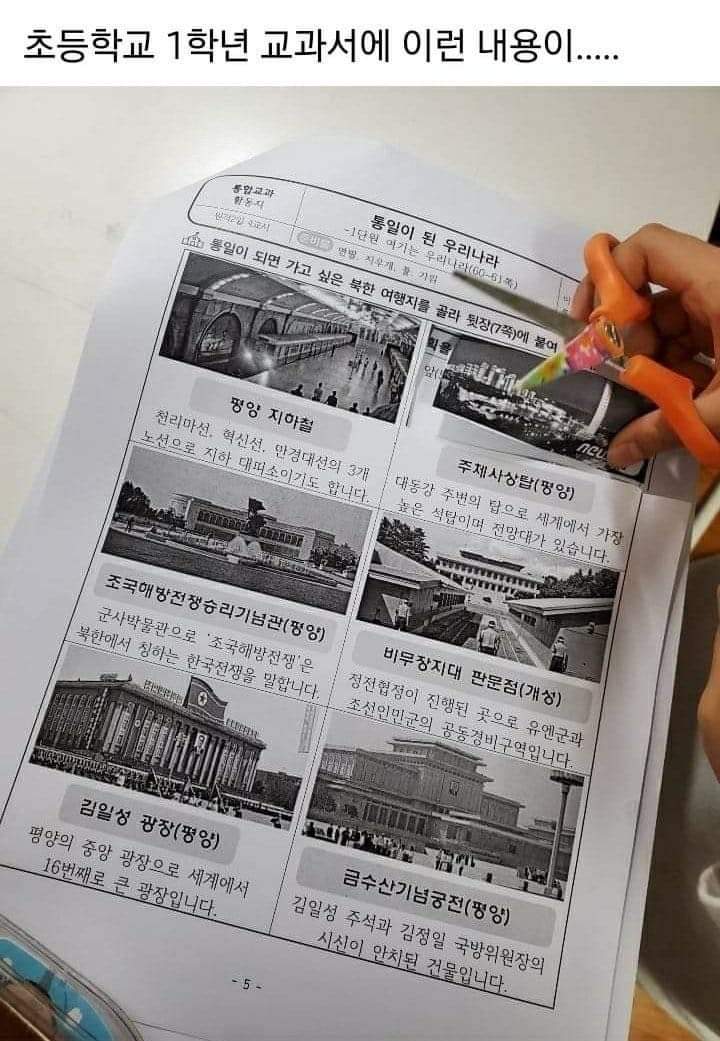 초등학교 1학년 교과서에 이런 내용이.....
통합교과
활동지
통일이 된 우리나라
-1단원 여기는 우리나라(60~61쪽)
준비물 연필, 지우개, 풀, 가위
통일이 되면 가고 싶은 북한 여행지를 골라 뒷장(7쪽)에 붙여
평양 지하철
천리마선, 혁신선, 만경대선의 3개
노선으로 지하 대피소이기도 합니다.
주체사상탑(평양)
대동강 주변의 탑으로 세계에서 가장
높은 석탑이며 전망대가 있습니다.
조국해방전쟁승리기념관(평양)
군사박물관으로 '조국해방전쟁'은
북한에서 칭하는 한국전쟁을 말합니다.
비무장지대 판문점(개성)
정전협정이 진행된 곳으로 유엔군과
조선인민군의 공동경비구역입니다.
김일성 광장(평양)
평양의 중앙 광장으로 세계에서
16번째로 큰 광장입니다.
금수산기념궁전(평양)
김일성 주석과 김정일 국방위원장의
시신이 안치된 건물입니다.
- 5 -